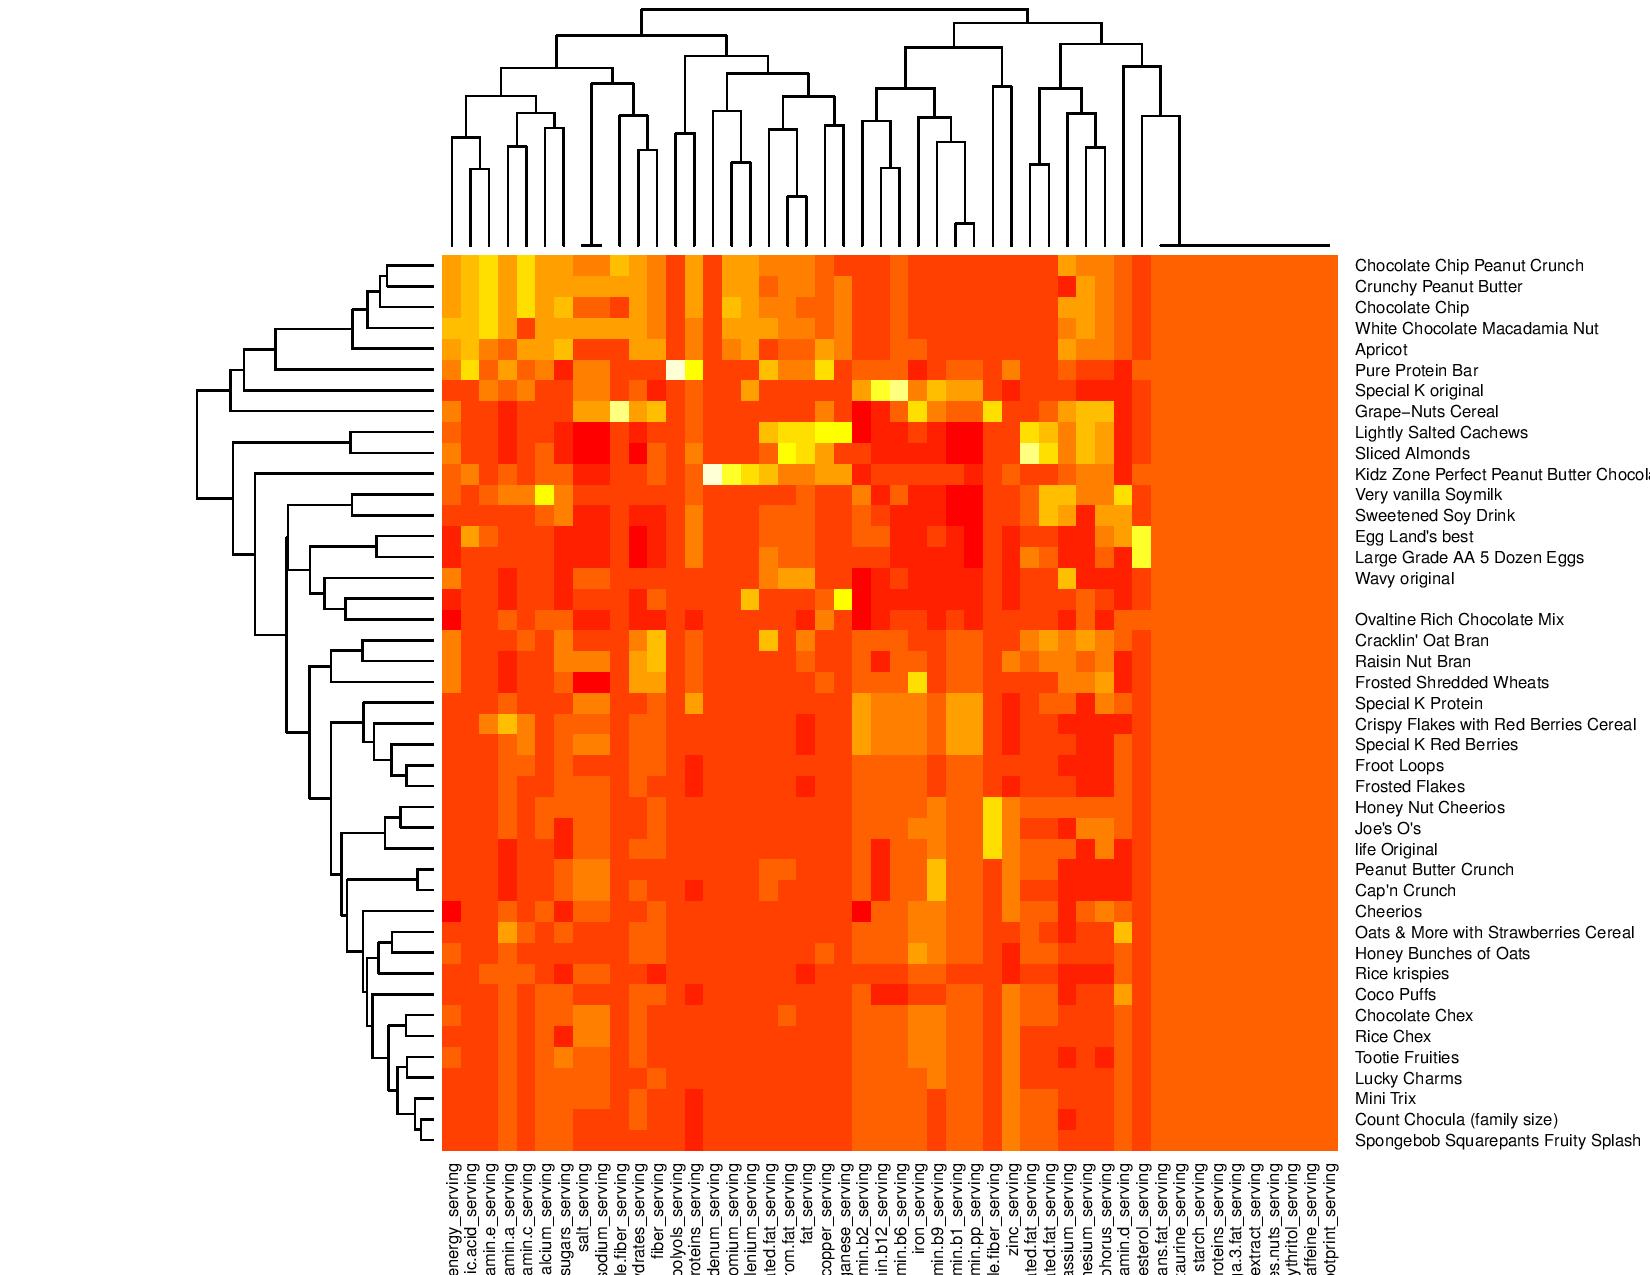 Chocolate Chip Peanut Crunch
Crunchy Peanut Butter
Chocolate Chip
White Chocolate Macadamia Nut
Apricot
Pure Protein Bar
Special K original
Grape−Nuts Cereal
Lightly Salted Cachews
Sliced Almonds
Kidz Zone Perfect Peanut Butter Chocola
Very vanilla Soymilk
Sweetened Soy Drink
Egg Land's best
Large Grade AA 5 Dozen Eggs
Wavy original
Ovaltine Rich Chocolate Mix
Cracklin' Oat Bran
Raisin Nut Bran
Frosted Shredded Wheats
Special K Protein
Crispy Flakes with Red Berries Cereal
Special K Red Berries
Froot Loops
Frosted Flakes
Honey Nut Cheerios
Joe's O's
life Original
Peanut Butter Crunch
Cap'n Crunch
Cheerios
Oats & More with Strawberries Cereal
Honey Bunches of Oats
Rice krispies
Coco Puffs
Chocolate Chex
Rice Chex
Tootie Fruities
Lucky Charms
Mini Trix
Count Chocula (family size)
Spongebob Squarepants Fruity Splash
energy_serving
ic.acid_serving
amin.e_serving
amin.a_serving
amin.c_serving
alcium_serving
sugars_serving
salt_serving
sodium_serving
le.fiber_serving
ydrates_serving
fiber_serving
polyols_serving
proteins_serving
denum_serving
omium_serving
lenium_serving
ated.fat_serving
rom.fat_serving
fat_serving
copper_serving
ganese_serving
min.b2_serving
min.b12_serving
min.b6_serving
iron_serving
min.b9_serving
min.b1_serving
min.pp_serving
le.fiber_serving
zinc_serving
ated.fat_serving
ated.fat_serving
assium_serving
nesium_serving
phorus_serving
amin.d_serving
esterol_serving
ans.fat_serving
taurine_serving
starch_serving
roteins_serving
ga.3.fat_serving
extract_serving
es.nuts_serving
ythritol_serving
affeine_serving
otprint_serving